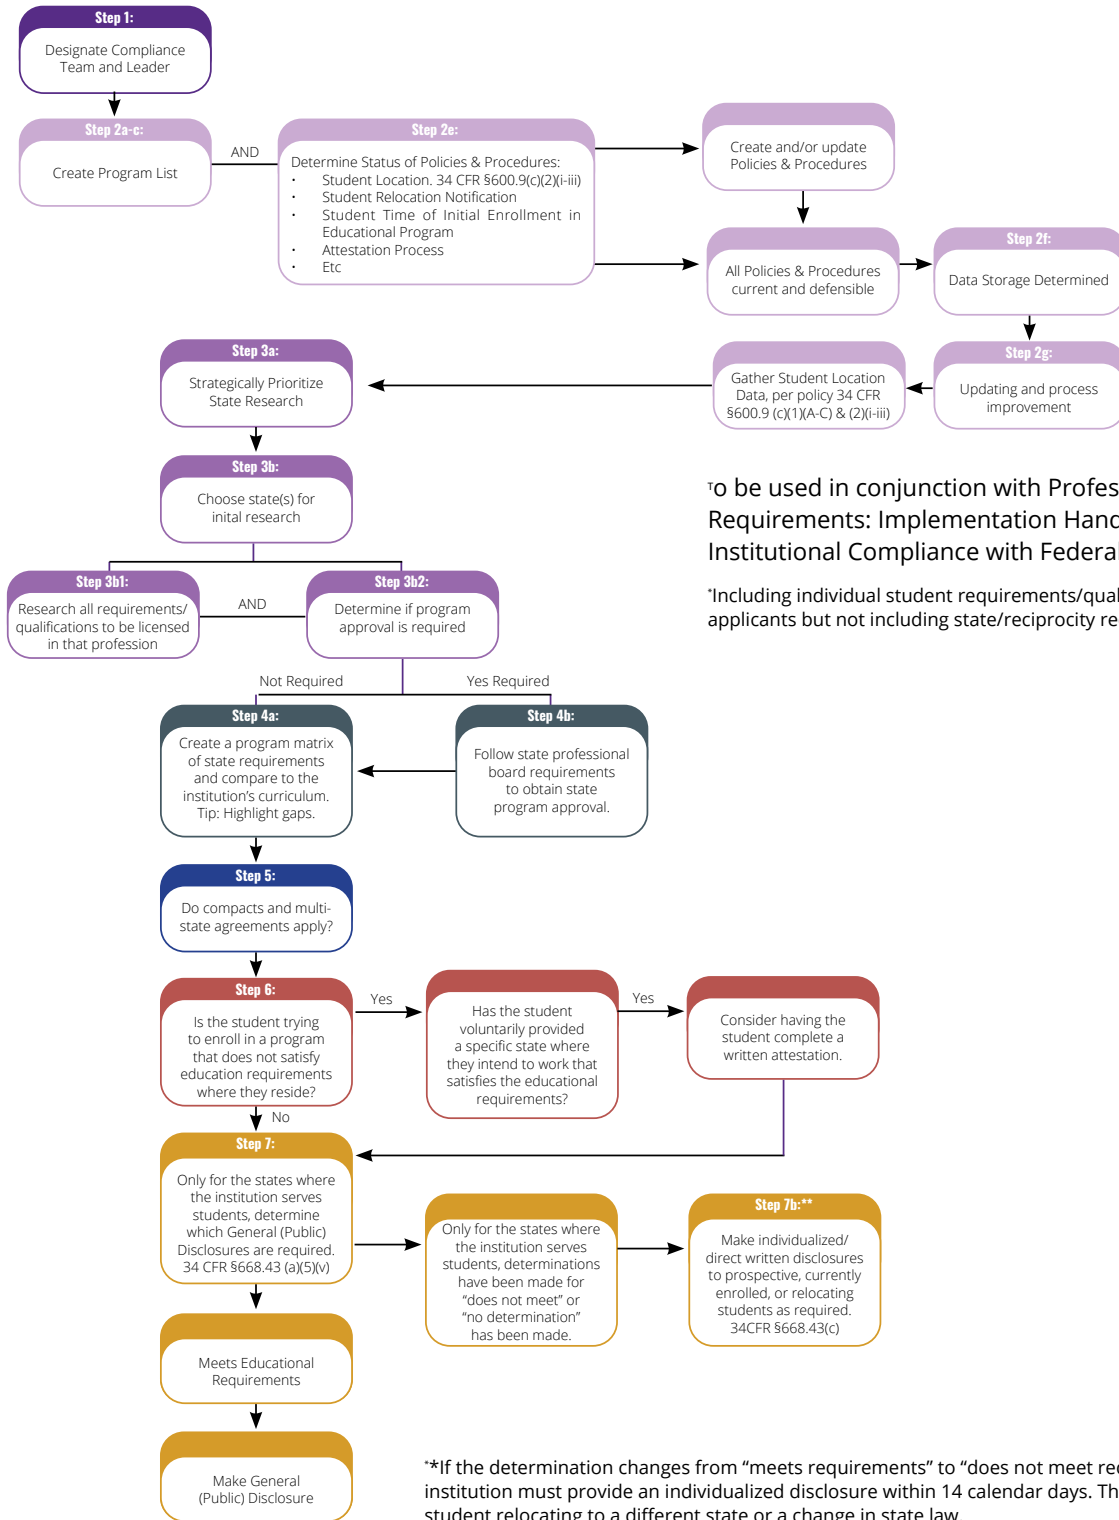 Step 1:
Designate Compliance
Team and Leader
Step 2a-c:
Create Program List
AND
Step 2e:
Determine Status of Policies & Procedures:
• Student Location. 34 CFR §600.9(c)(2)(i-iii)
• Student Relocation Notification
• Student Time of Initial Enrollment in
Educational Program
• Attestation Process
• Etc
Create and/or update
Policies & Procedures
All Policies & Procedures
current and defensible
Step 2f:
Data Storage Determined
Step 2g:
Updating and process
improvement
Gather Student Location
Data, per policy 34 CFR
§600.9 (c)(1)(A-C) & (2)(i-iii)
Step 3a:
Strategically Prioritize
State Research
Step 3b:
Choose state(s) for
inital research
To be used in conjunction with Profes
Requirements: Implementation Hand
Institutional Compliance with Federal
*Including individual student requirements/qual
applicants but not including state/reciprocity re
Step 3b1:
Research all requirements/
qualifications to be licensed
in that profession
AND
Step 3b2:
Determine if program
approval is required
Not Required
Yes Required
Step 4a:
Create a program matrix
of state requirements
and compare to the
institution's curriculum.
Tip: Highlight gaps.
Step 4b:
Follow state professional
board requirements
to obtain state
program approval.
Step 5:
Do compacts and multi-
state agreements apply?
Step 6:
Is the student trying
to enroll in a program
that does not satisfy
education requirements
where they reside?
Yes
Has the student
voluntarily provided
a specific state where
they intend to work that
satisfies the educational
requirements?
Yes
Consider having the
student complete a
written attestation.
No
Step 7:
Only for the states where
the institution serves
students, determine
which General (Public)
Disclosures are required.
34 CFR §668.43 (a)(5)(v)
Only for the states where
the institution serves
students, determinations
have been made for
“does not meet” or
“no determination”
has been made.
Step 7b:**
Make individualized/
direct written disclosures
to prospective, currently
enrolled, or relocating
students as required.
34CFR §668.43(c)
Meets Educational
Requirements
Make General
(Public) Disclosure
**If the determination changes from “meets requirements” to “does not meet rec
institution must provide an individualized disclosure within 14 calendar days. Th
student relocating to a different state or a change in state law.